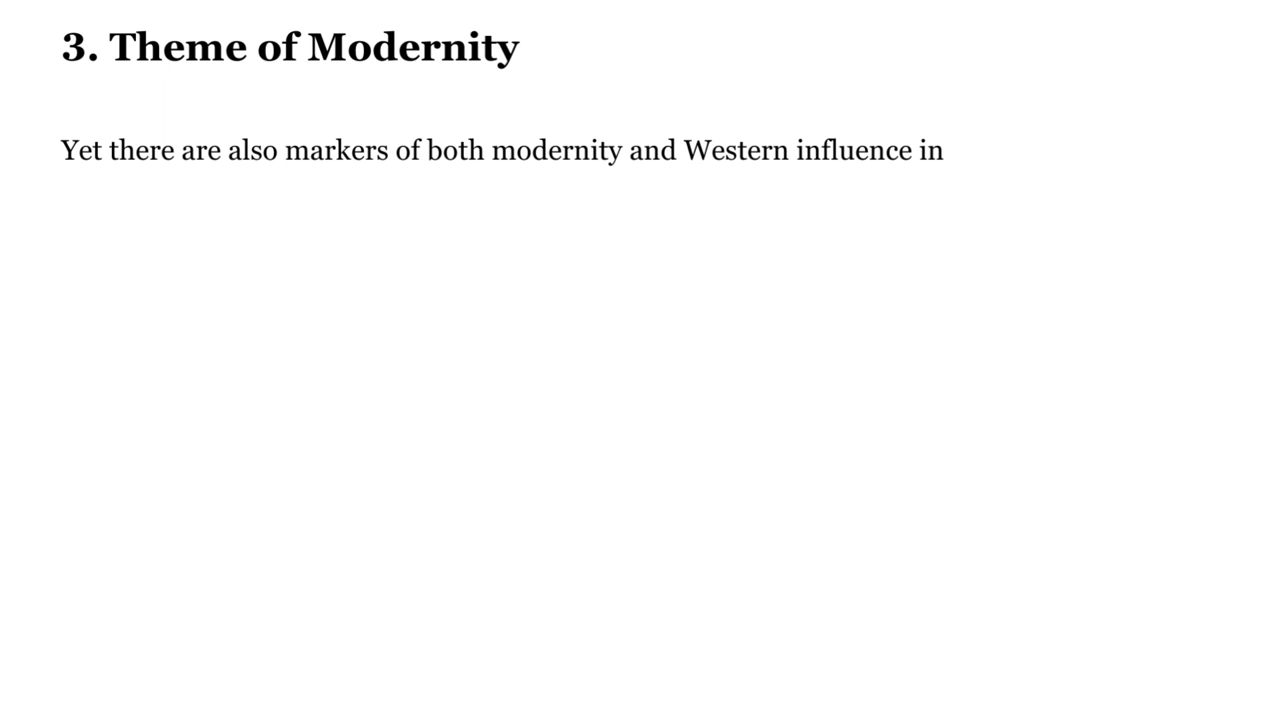 3. Theme of Modernity
Yet there are also markers of both modernity and Western influence in